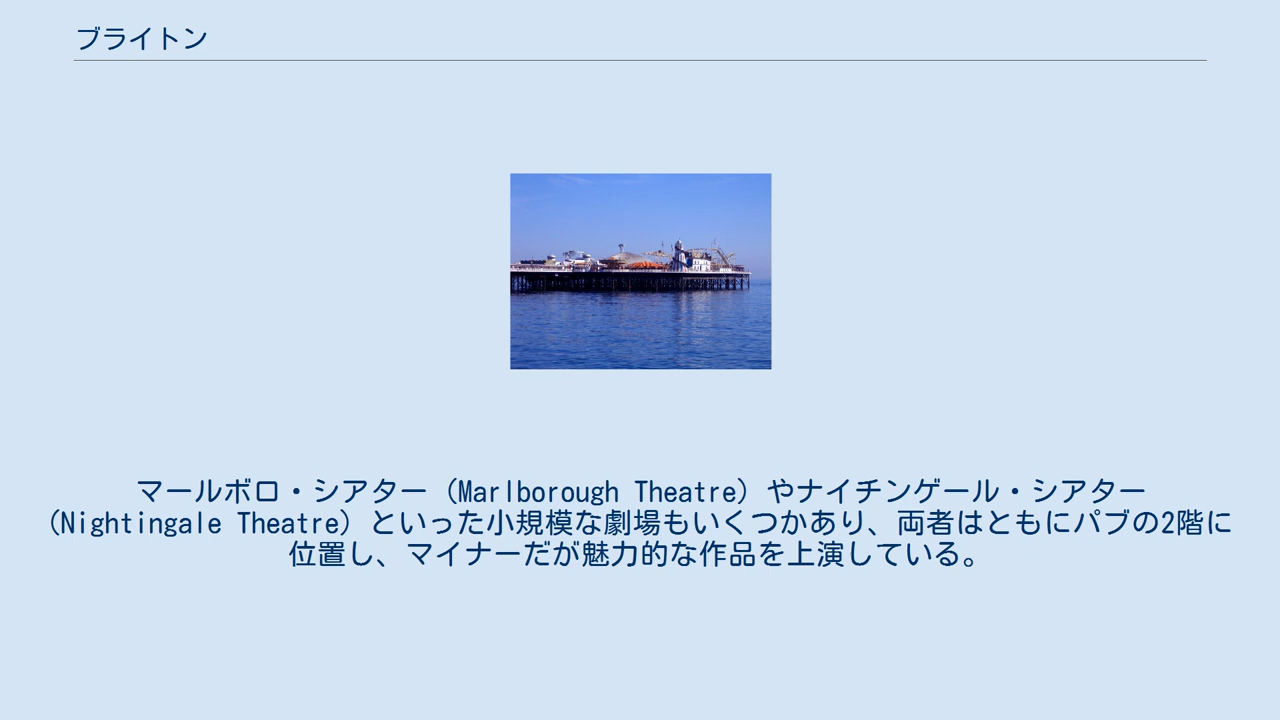 ブライトン
マールボロ・シアター（Marlborough Theatre）やナイチンゲール・シアター
（Nightingale Theatre）といった小規模な劇場もいくつかあり、両者はともにパブの2階に
位置し、マイナーだが魅力的な作品を上演している。